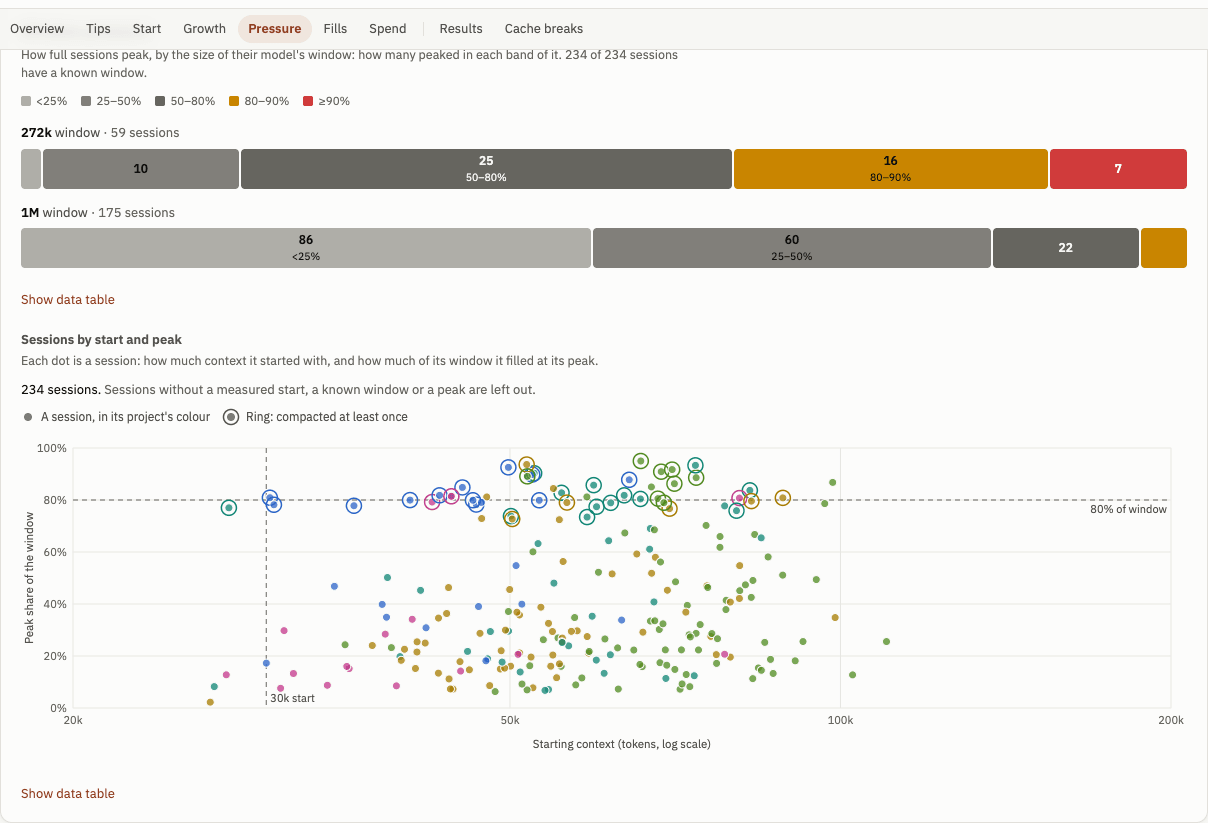 Overview Tips Start Growth Pressure Fills Spend Results Cache breaks
How full sessions peak, by the size of their model's window: how many peaked in each band of it. 234 of 234 sessions
have a known window.
<25% 25–50% 50–80% 80–90% ≥90%
272k window · 59 sessions
10 25 16 7
50–80% 80–90%
1M window · 175 sessions
86 60 22
<25% 25–50%
Show data table
Sessions by start and peak
Each dot is a session: how much context it started with, and how much of its window it filled at its peak.
234 sessions. Sessions without a measured start, a known window or a peak are left out.
A session, in its project's colour Ring: compacted at least once
100%
80%
80% of window
60%
40%
20%
0%
Peak share of the window
30k start
20k 50k 100k 200k
Starting context (tokens, log scale)
Show data table